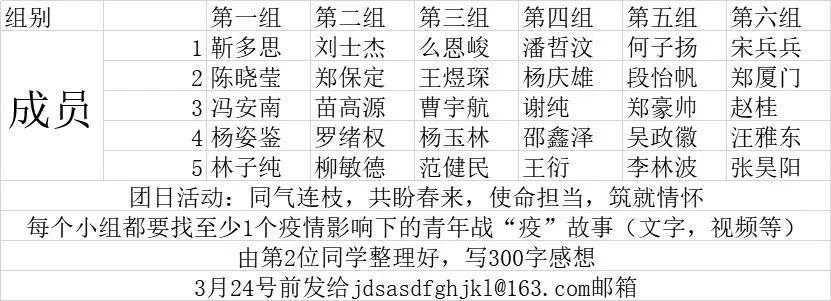 组别 第一组 第二组 第三组 第四组 第五组 第六组
成员
1 靳多思 刘士杰 么恩峻 潘哲汶 何子扬 宋兵兵
2 陈晓莹 郑保定 王煜琛 杨庆雄 段怡帆 郑厦门
3 冯安南 苗高源 曹宇航 谢纯 郑豪帅 赵桂
4 杨姿鉴 罗绪权 杨玉林 邵鑫泽 吴政徽 汪雅东
5 林子纯 柳敏德 范健民 王衍 李林波 张昊阳
团日活动：同气连枝，共盼春来，使命担当，筑就情怀
每个小组都要找至少1个疫情影响下的青年战“疫”故事（文字，视频等）
由第2位同学整理好，写300字感想
3月24号前发给jdsasdfghjkl@163.com邮箱